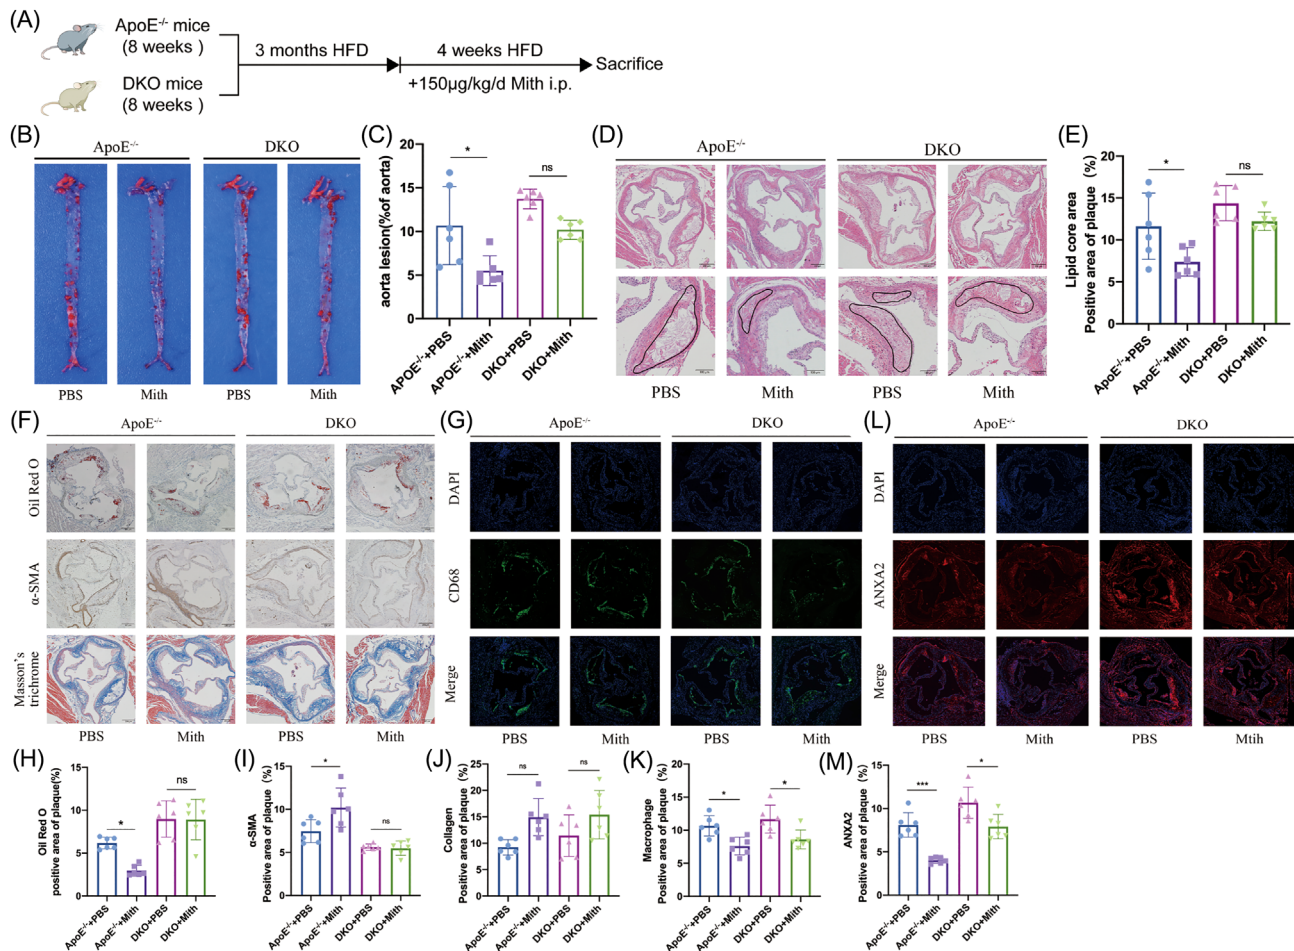 (A)
ApoE⁻/⁻ mice
(8 weeks )
DKO mice
(8 weeks )
3 months HFD
4 weeks HFD
+150μg/kg/d Mith i.p.
Sacrifice
(B)
ApoE⁻/⁻
DKO
PBS
Mith
PBS
Mith
(C)
aorta lesion(%of aorta)
20
15
10
5
0
*
ns
APOE⁻/⁻+PBS
APOE⁻/⁻+Mith
DKO+PBS
DKO+Mith
(D)
ApoE⁻/⁻
DKO
PBS
Mith
PBS
Mith
(E)
Lipid core area
Positive area of plaque (%)
20
15
10
5
0
*
ns
ApoE⁻/⁻+PBS
ApoE⁻/⁻+Mith
DKO+PBS
DKO+Mith
(F)
ApoE⁻/⁻
DKO
Oil Red O
α-SMA
Masson's
trichrome
PBS
Mith
PBS
Mith
(G)
ApoE⁻/⁻
DKO
DAPI
CD68
Merge
PBS
Mith
PBS
Mith
(L)
ApoE⁻/⁻
DKO
DAPI
ANXA2
Merge
PBS
Mith
PBS
Mtih
(H)
Oil Red O
positive area of plaque(%)
20
15
10
5
0
*
ns
ApoE⁻/⁻+PBS
ApoE⁻/⁻+Mith
DKO+PBS
DKO+Mith
(I)
α-SMA
Positive area of plaque (%)
15
10
5
0
*
ns
ApoE⁻/⁻+PBS
ApoE⁻/⁻+Mith
DKO+PBS
DKO+Mith
(J)
Collagen
Positive area of plaque (%)
25
20
15
10
5
0
ns
ns
ApoE⁻/⁻+PBS
ApoE⁻/⁻+Mith
DKO+PBS
DKO+Mith
(K)
Macrophage
Positive area of plaque (%)
20
15
10
5
0
*
*
ApoE⁻/⁻+PBS
ApoE⁻/⁻+Mith
DKO+PBS
DKO+Mith
(M)
ANXA2
Positive area of plaque (%)
15
10
5
0
***
*
ApoE⁻/⁻+PBS
ApoE⁻/⁻+Mith
DKO+PBS
DKO+Mith